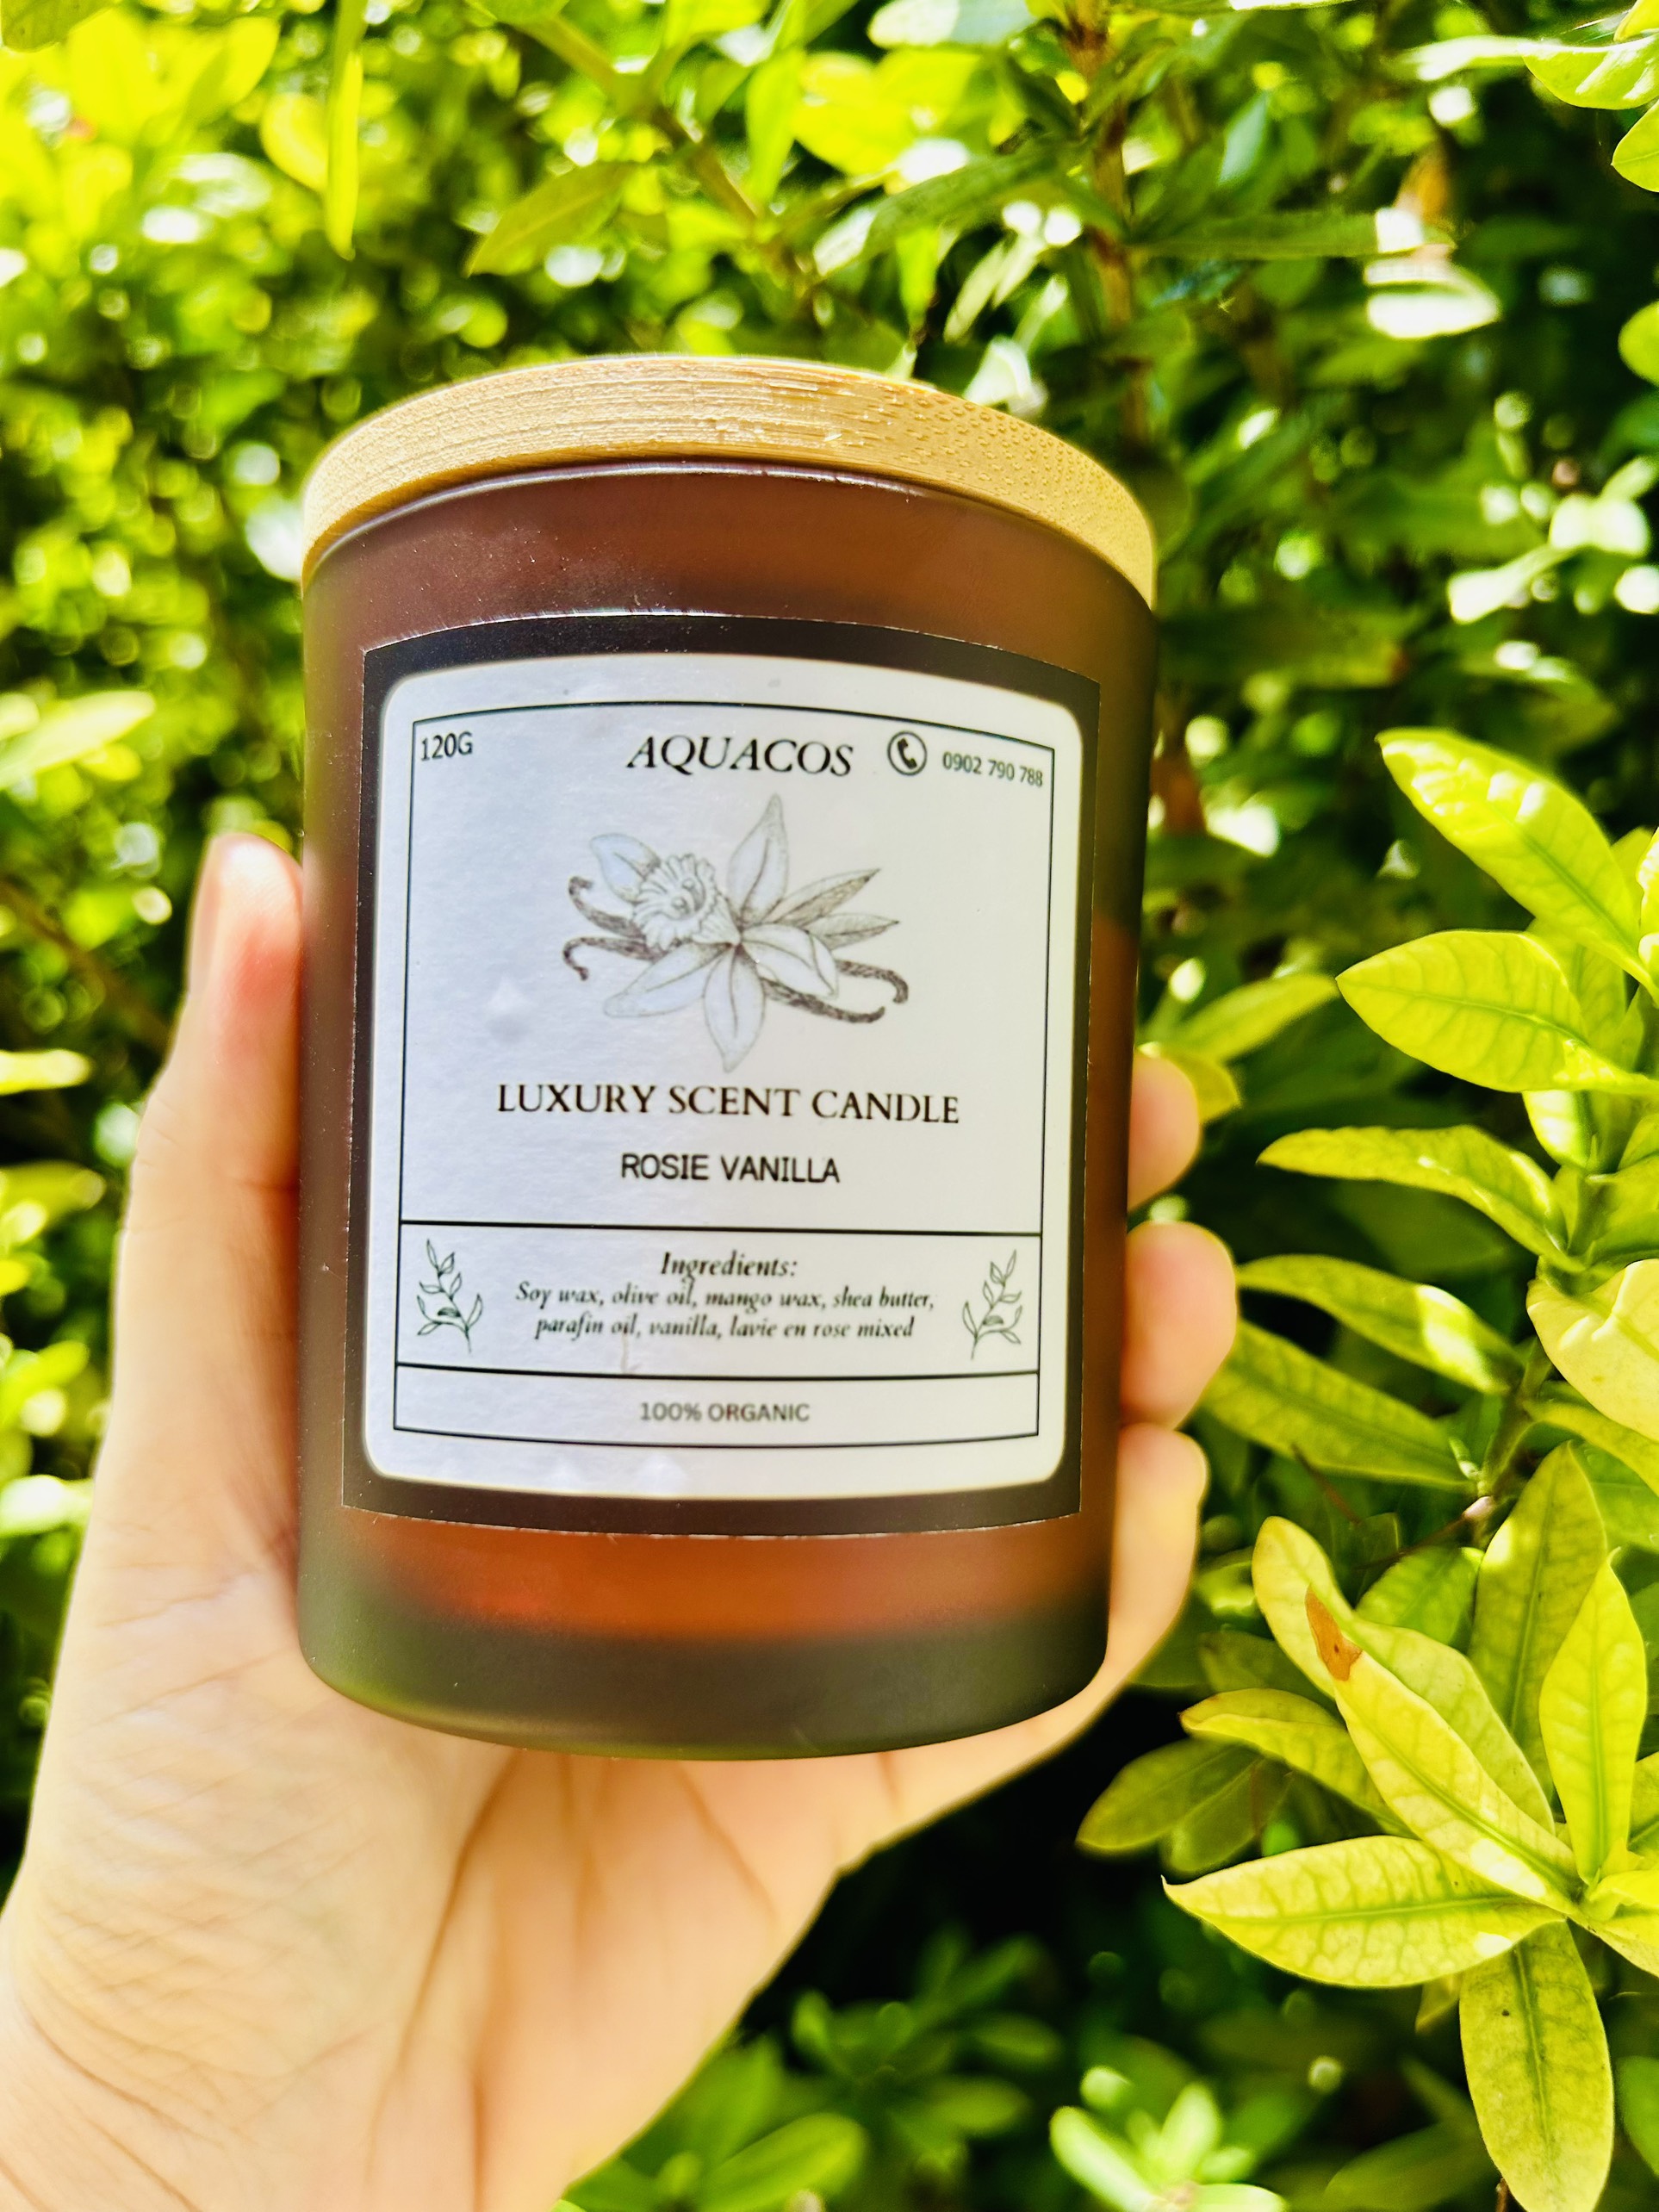 120G
AQUACOS
0902 790 788
LUXURY SCENT CANDLE
ROSIE VANILLA
Ingredients:
Soy wax, olive oil, mango wax, shea butter,
parafin oil, vanilla, lavie en rose mixed
100% ORGANIC